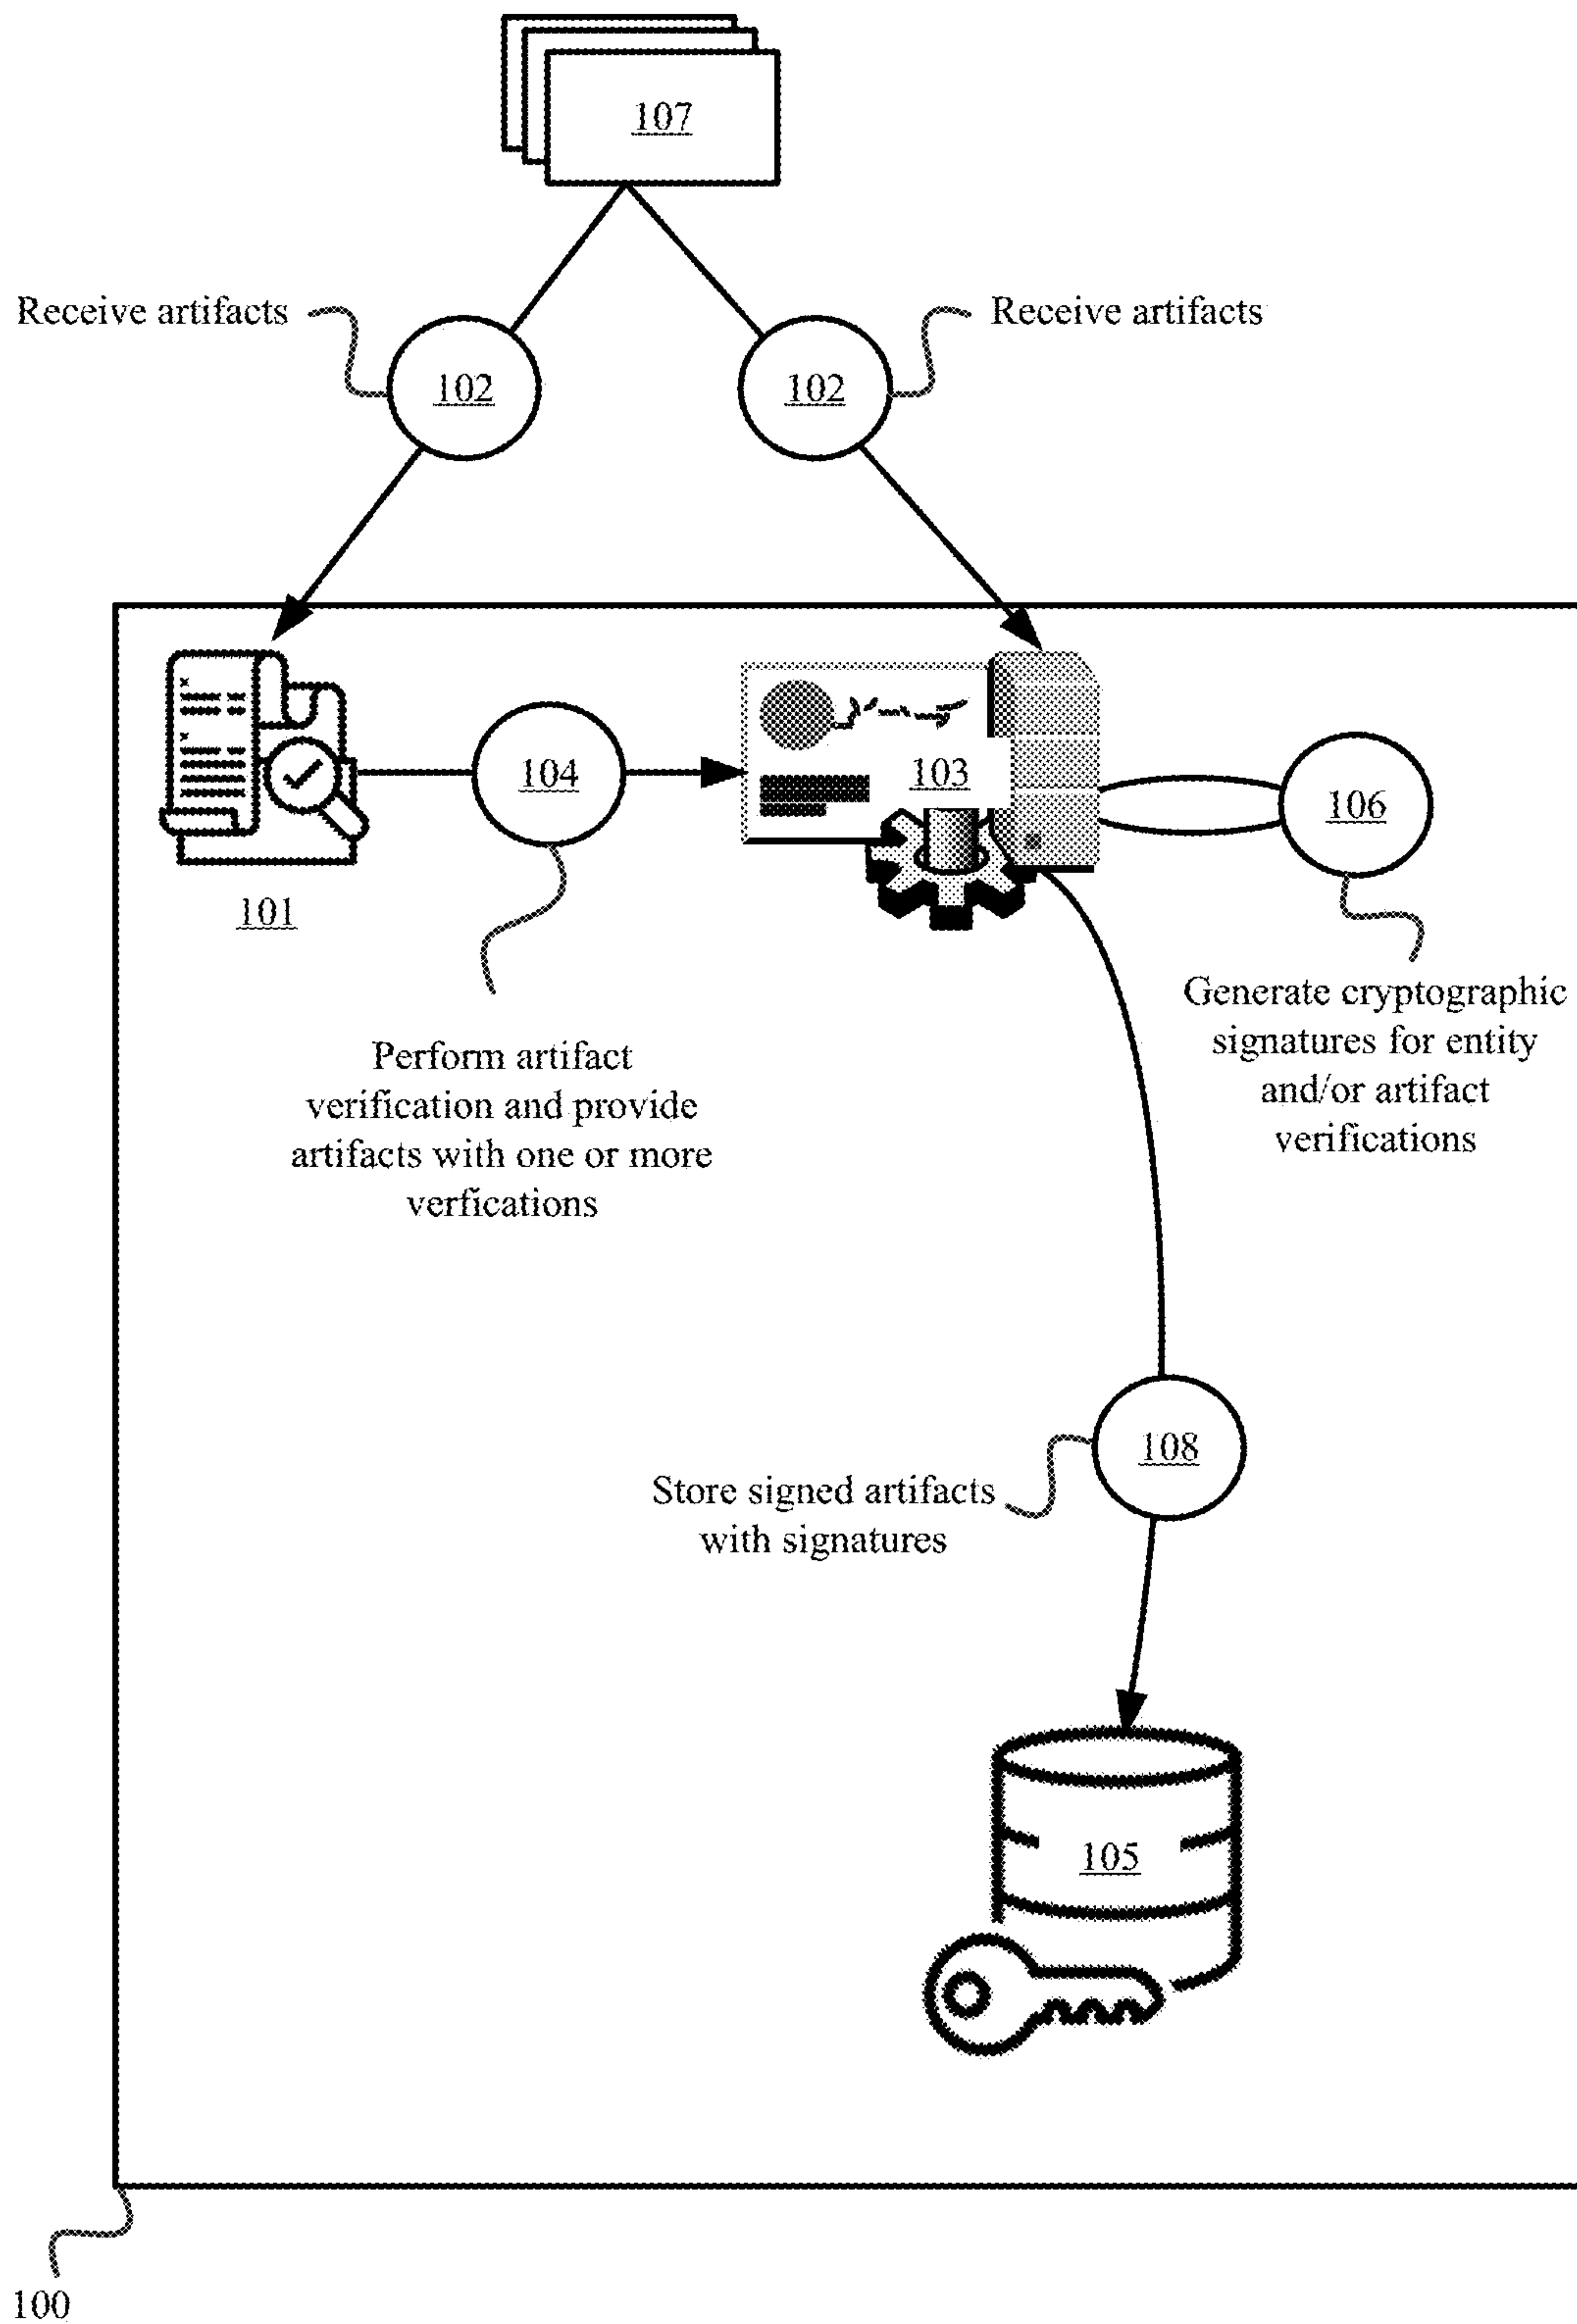 107
Receive artifacts
Receive artifacts
102
102
104
103
106
101
Generate cryptographic
signatures for entity
and/or artifact
verifications
Perform artifact
verification and provide
artifacts with one or more
verfications
108
Store signed artifacts
with signatures
105
100